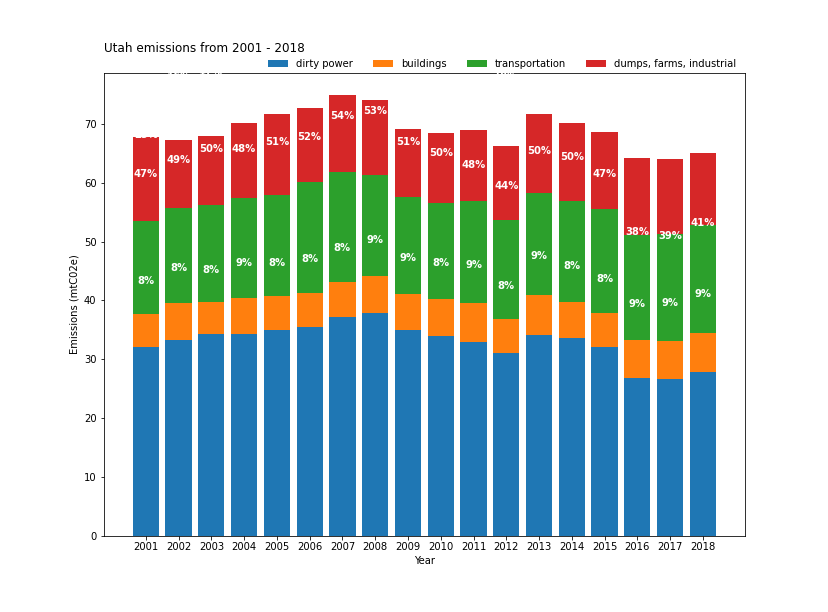 Utah emissions from 2001 - 2018
dirty power buildings transportation dumps, farms, industrial
Emissions (mtC02e)
70
60
50
40
30
20
10
0
47% 49% 50% 48% 51% 52% 54% 53% 51% 50% 48% 44% 50% 50% 47% 38% 39% 41%
8% 8% 8% 9% 8% 8% 8% 9% 9% 8% 9% 8% 9% 8% 8% 9% 9% 9%
2001 2002 2003 2004 2005 2006 2007 2008 2009 2010 2011 2012 2013 2014 2015 2016 2017 2018
Year